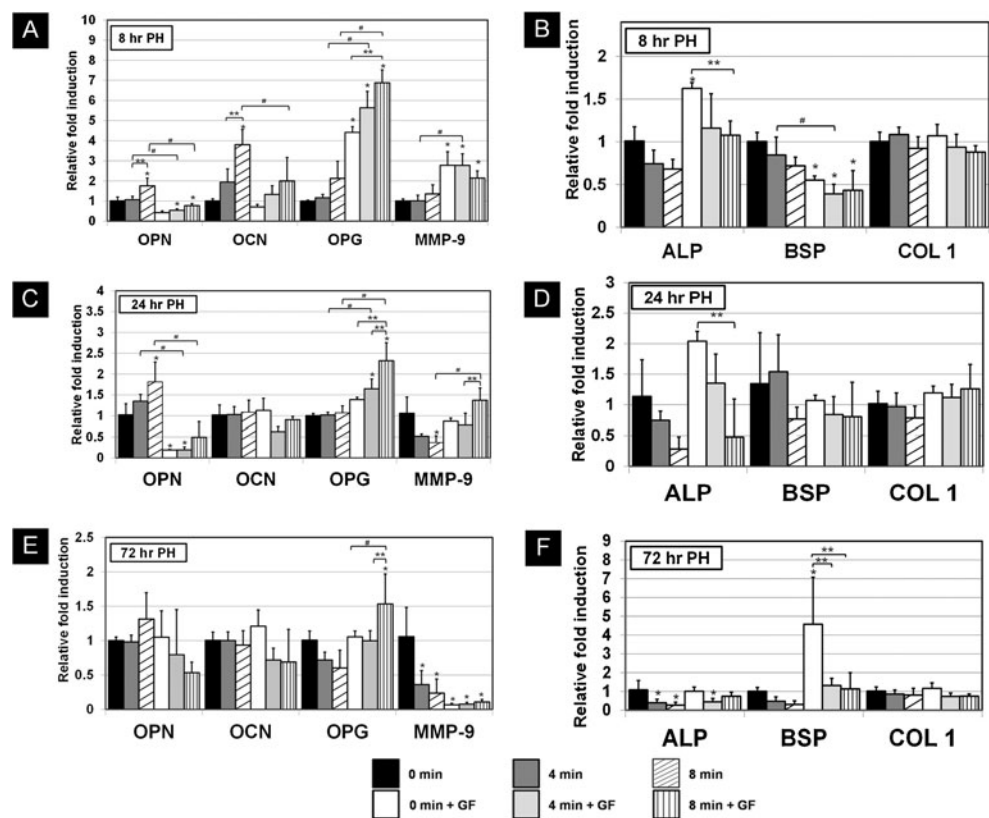 A
8 hr PH
Relative fold induction
10
9
8
7
6
5
4
3
2
1
0
** * # # * *
** * #
* * * # # **
# * * *
OPN OCN OPG MMP-9
B
8 hr PH
Relative fold induction
2
1.5
1
0.5
0
* **
# * * *
ALP BSP COL 1
C
24 hr PH
Relative fold induction
4
3.5
3
2.5
2
1.5
1
0.5
0
# # * * *
# # ** ** * *
# ** *
OPN OCN OPG MMP-9
D
24 hr PH
Relative fold induction
3
2.5
2
1.5
1
0.5
0
**
ALP BSP COL 1
E
72 hr PH
Relative fold induction
2.5
2
1.5
1
0.5
0
# ** *
* * * * *
OPN OCN OPG MMP-9
F
72 hr PH
Relative fold induction
9
8
7
6
5
4
3
2
1
0
* * *
** ** *
ALP BSP COL 1
0 min 4 min 8 min
0 min + GF 4 min + GF 8 min + GF